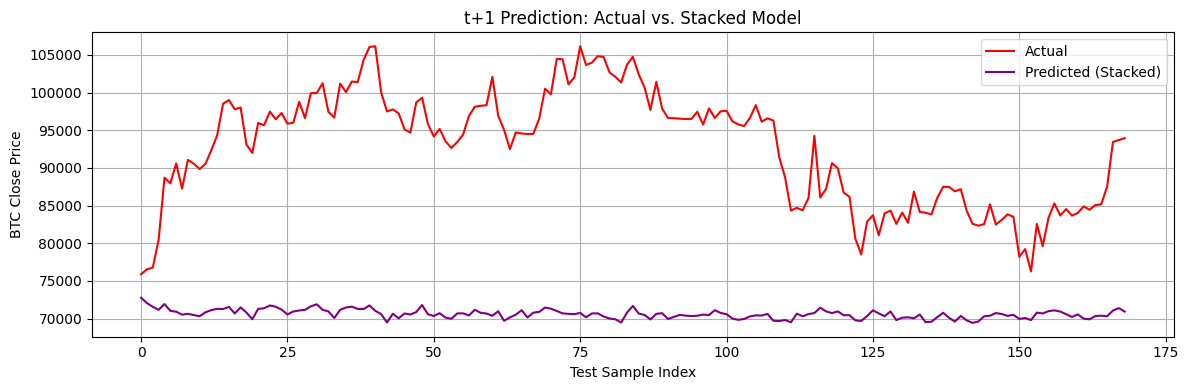 t+1 Prediction: Actual vs. Stacked Model
Actual
Predicted (Stacked)
BTC Close Price
105000
100000
95000
90000
85000
80000
75000
70000
0 25 50 75 100 125 150 175
Test Sample Index